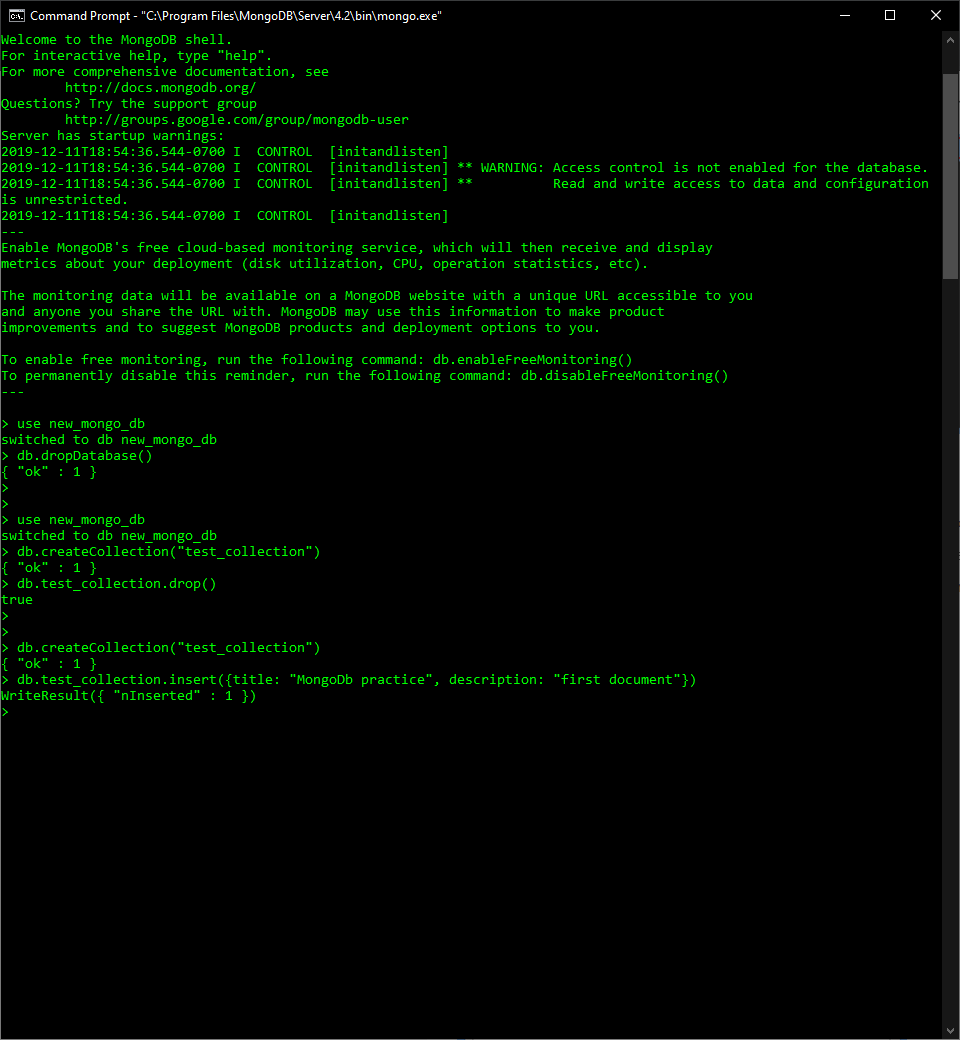 Command Prompt - "C:\Program Files\MongoDB\Server\4.2\bin\mongo.exe"
Welcome to the MongoDB shell.
For interactive help, type "help".
For more comprehensive documentation, see
        http://docs.mongodb.org/
Questions? Try the support group
        http://groups.google.com/group/mongodb-user
Server has startup warnings:
2019-12-11T18:54:36.544-0700 I  CONTROL  [initandlisten]
2019-12-11T18:54:36.544-0700 I  CONTROL  [initandlisten] ** WARNING: Access control is not enabled for the database.
2019-12-11T18:54:36.544-0700 I  CONTROL  [initandlisten] **          Read and write access to data and configuration
is unrestricted.
2019-12-11T18:54:36.544-0700 I  CONTROL  [initandlisten]
---
Enable MongoDB's free cloud-based monitoring service, which will then receive and display
metrics about your deployment (disk utilization, CPU, operation statistics, etc).

The monitoring data will be available on a MongoDB website with a unique URL accessible to you
and anyone you share the URL with. MongoDB may use this information to make product
improvements and to suggest MongoDB products and deployment options to you.

To enable free monitoring, run the following command: db.enableFreeMonitoring()
To permanently disable this reminder, run the following command: db.disableFreeMonitoring()
---

> use new_mongo_db
switched to db new_mongo_db
> db.dropDatabase()
{ "ok" : 1 }
>
>
> use new_mongo_db
switched to db new_mongo_db
> db.createCollection("test_collection")
{ "ok" : 1 }
> db.test_collection.drop()
true
>
>
> db.createCollection("test_collection")
{ "ok" : 1 }
> db.test_collection.insert({title: "MongoDb practice", description: "first document"})
WriteResult({ "nInserted" : 1 })
>